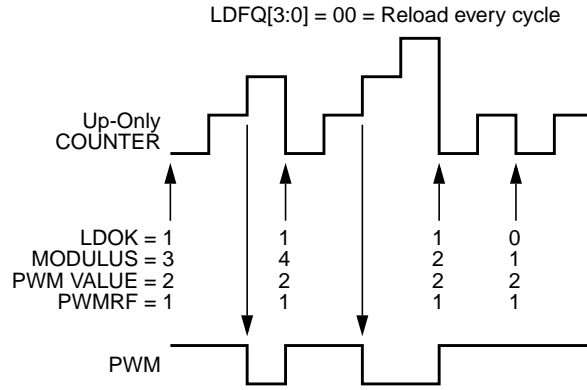 LDFQ[3:0] = 00 = Reload every cycle
Up-Only
COUNTER
LDOK = 1 1 1 0
MODULUS = 3 4 2 1
PWM VALUE = 2 2 2 2
PWMRF = 1 1 1 1
PWM